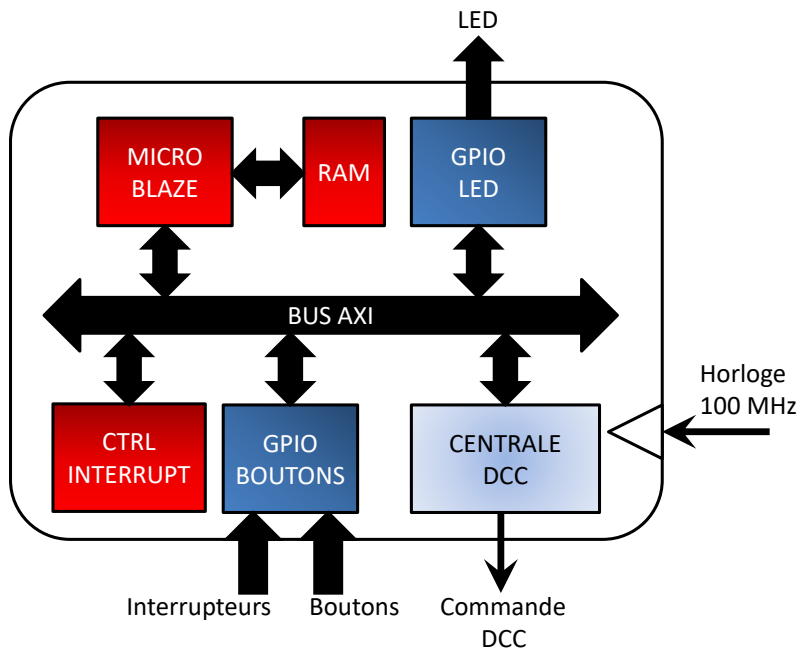 LED
MICRO
BLAZE
RAM
GPIO
LED
BUS AXI
Horloge
100 MHz
CTRL
INTERRUPT
GPIO
BOUTONS
CENTRALE
DCC
Interrupteurs
Boutons
Commande
DCC